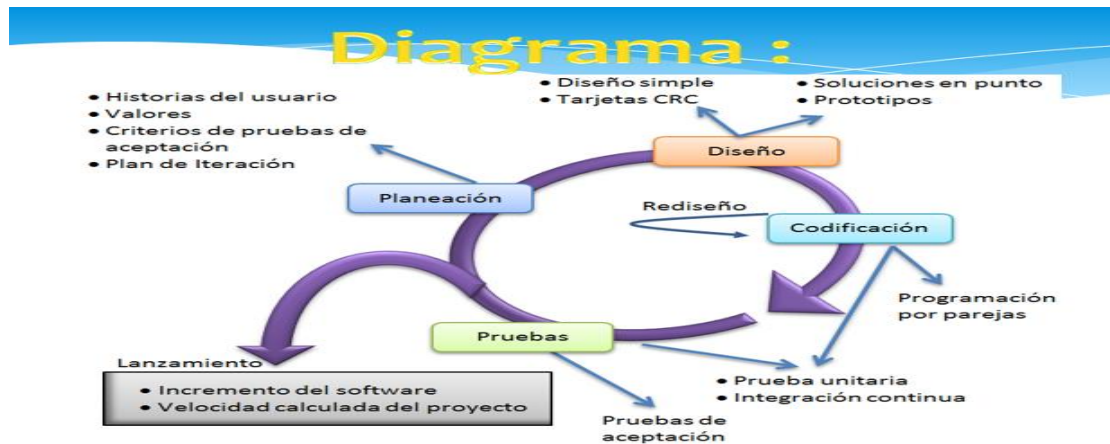 Diagrama :
• Historias del usuario
• Valores
• Criterios de pruebas de
aceptación
• Plan de Iteración
• Diseño simple
• Tarjetas CRC
• Soluciones en punto
• Prototipos
Diseño
Planeación
Rediseño
Codificación
Programación
por parejas
Pruebas
Lanzamiento
• Incremento del software
• Velocidad calculada del proyecto
• Prueba unitaria
• Integración continua
Pruebas de
aceptación